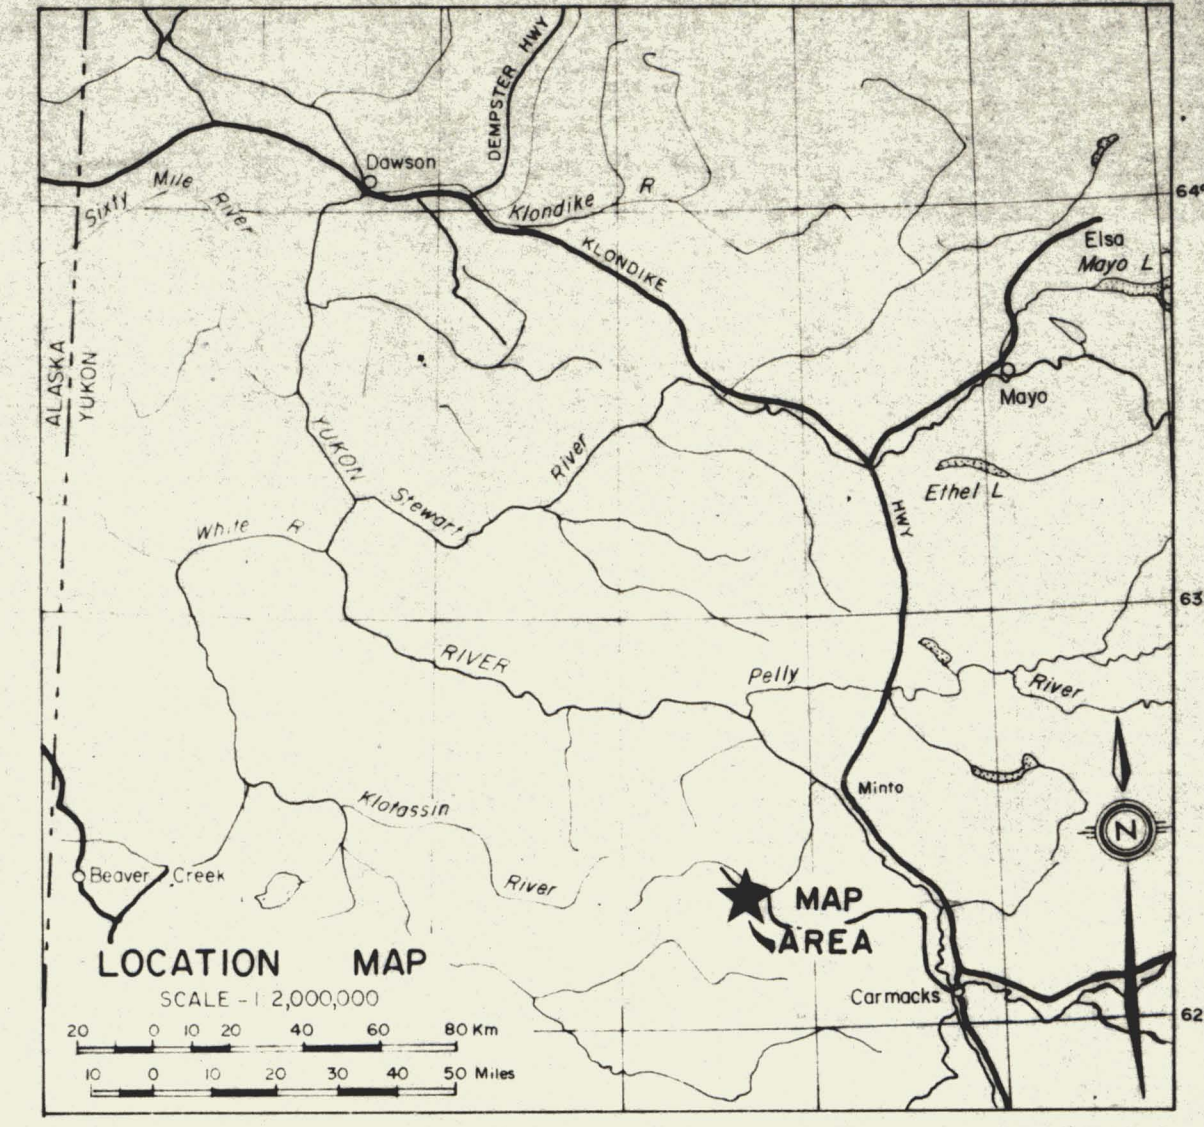 DEMPSTER HWY
Dawson
64°
Sixty Mile River
Klondike R
KLONDIKE
Elsa
Mayo L
ALASKA
YUKON
Mayo
YUKON
River
Stewart
Ethel L
HWY
White R
63
RIVER
Pelly
River
Minto
Klotassin
N
Beaver Creek
River
MAP
AREA
LOCATION MAP
SCALE - 1: 2,000,000
Carmacks
62
20 0 10 20 40 60 80 Km
10 0 10 20 30 40 50 Miles